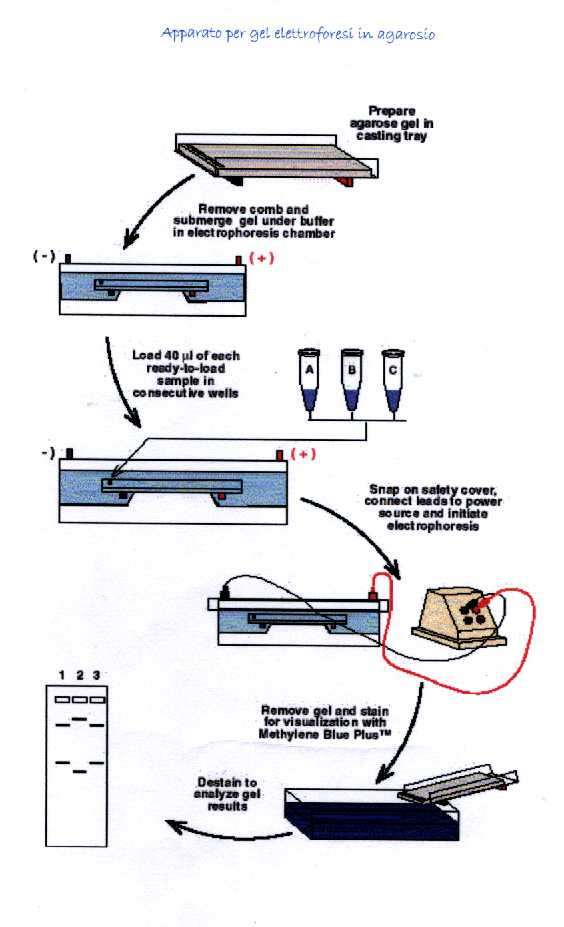 Apparato per gel elettroforesi in agarosio
Prepare
agarose gel in
casting tray
Remove comb and
submerge gel under buffer
in electrophoresis chamber
(-)
(+)
Load 40 µl of each
ready-to-load
sample in
consecutive wells
A B C
-)
(+)
Snap on safety cover,
connect leads to power
source and initiate
electrophoresis
1 2 3
Remove gel and stain
for visualization with
Methylene Blue Plus™
Destain to
analyze gel
results